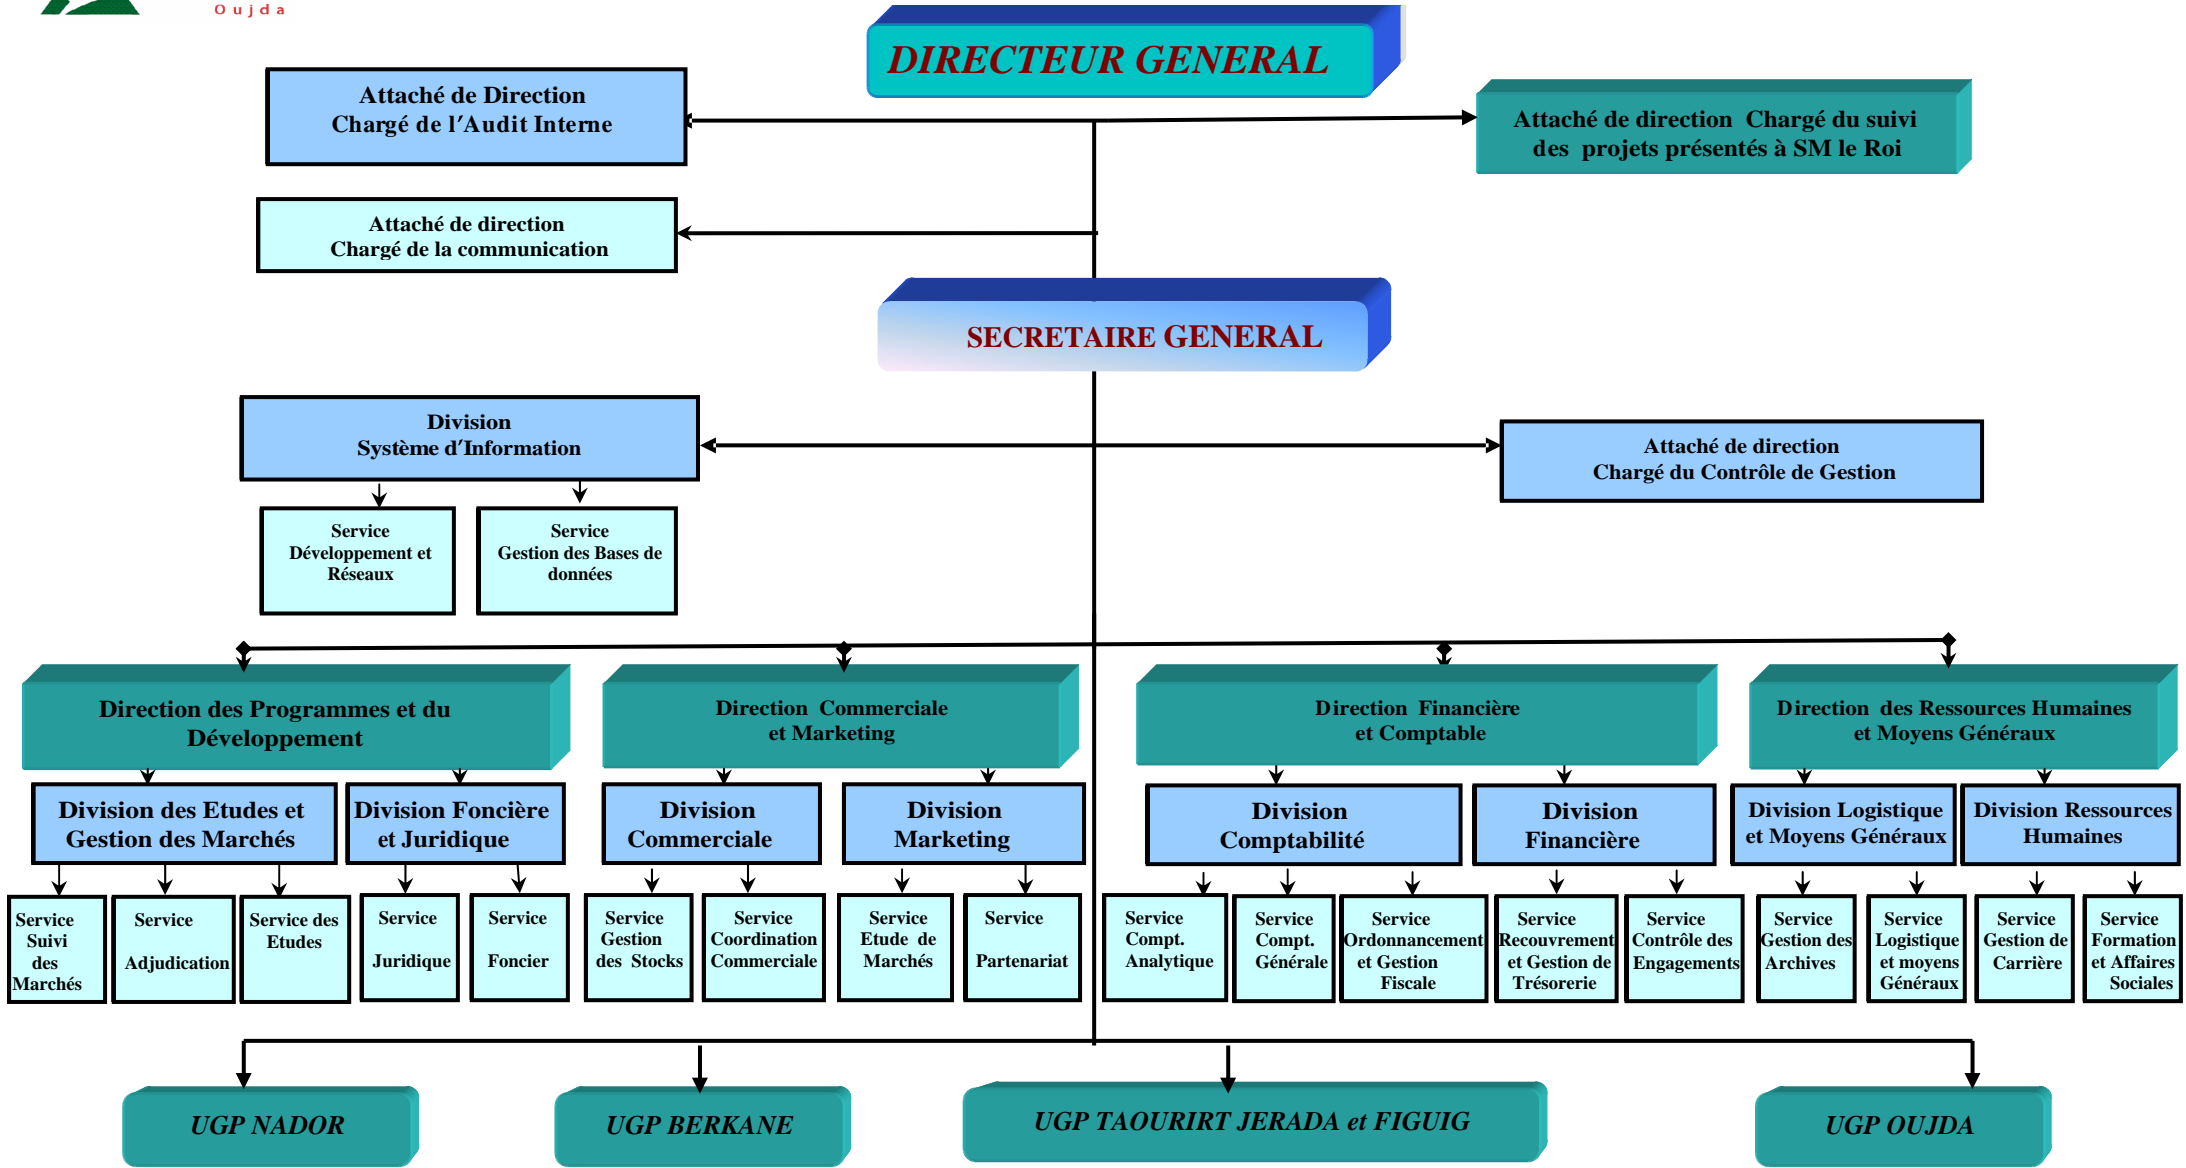 Oujda
DIRECTEUR GENERAL
Attaché de Direction
Chargé de l'Audit Interne
Attaché de direction Chargé du suivi
des projets présentés à SM le Roi
Attaché de direction
Chargé de la communication
SECRETAIRE GENERAL
Division
Système d'Information
Attaché de direction
Chargé du Contrôle de Gestion
Service
Développement et
Réseaux
Service
Gestion des Bases de
données
Direction des Programmes et du
Développement
Direction Commerciale
et Marketing
Direction Financière
et Comptable
Direction des Ressources Humaines
et Moyens Généraux
Division des Etudes et
Gestion des Marchés
Division Foncière
et Juridique
Division
Commerciale
Division
Marketing
Division
Comptabilité
Division
Financière
Division Logistique
et Moyens Généraux
Division Ressources
Humaines
Service
Suivi
des
Marchés
Service
Adjudication
Service des
Etudes
Service
Juridique
Service
Foncier
Service
Gestion
des Stocks
Service
Coordination
Commerciale
Service
Etude de
Marchés
Service
Partenariat
Service
Compt.
Analytique
Service
Compt.
Générale
Service
Ordonnancement
et Gestion
Fiscale
Service
Recouvrement
et Gestion de
Trésorerie
Service
Contrôle des
Engagements
Service
Gestion des
Archives
Service
Logistique
et moyens
Généraux
Service
Gestion de
Carrière
Service
Formation
et Affaires
Sociales
UGP NADOR
UGP BERKANE
UGP TAOURIRT JERADA et FIGUIG
UGP OUJDA